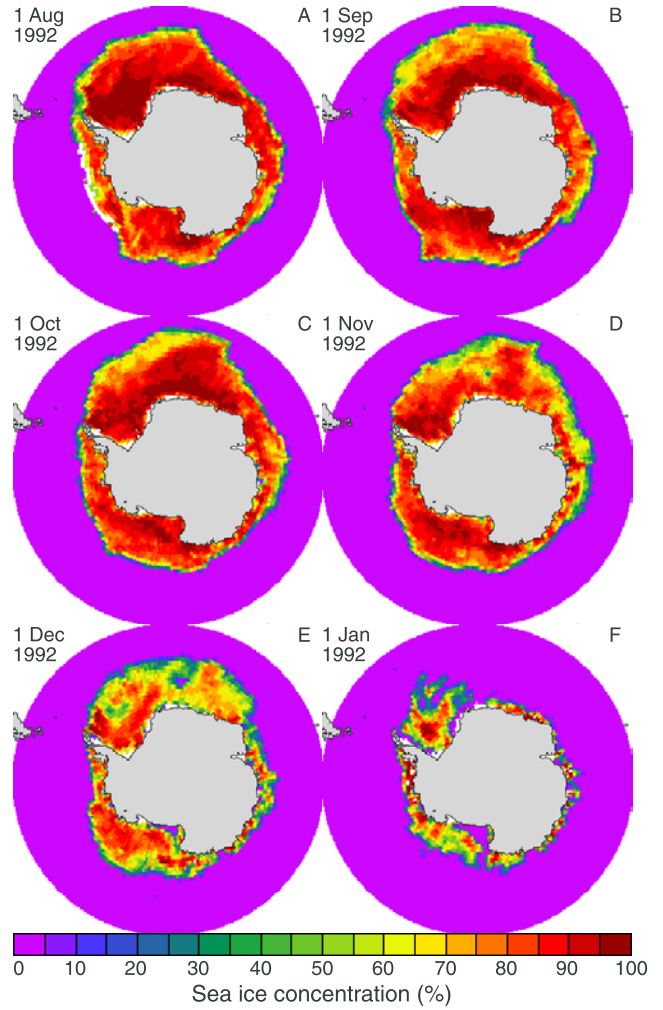 1 Aug
1992
A
1 Sep
1992
B
1 Oct
1992
C
1 Nov
1992
D
1 Dec
1992
E
1 Jan
1992
F
0 10 20 30 40 50 60 70 80 90 100
Sea ice concentration (%)